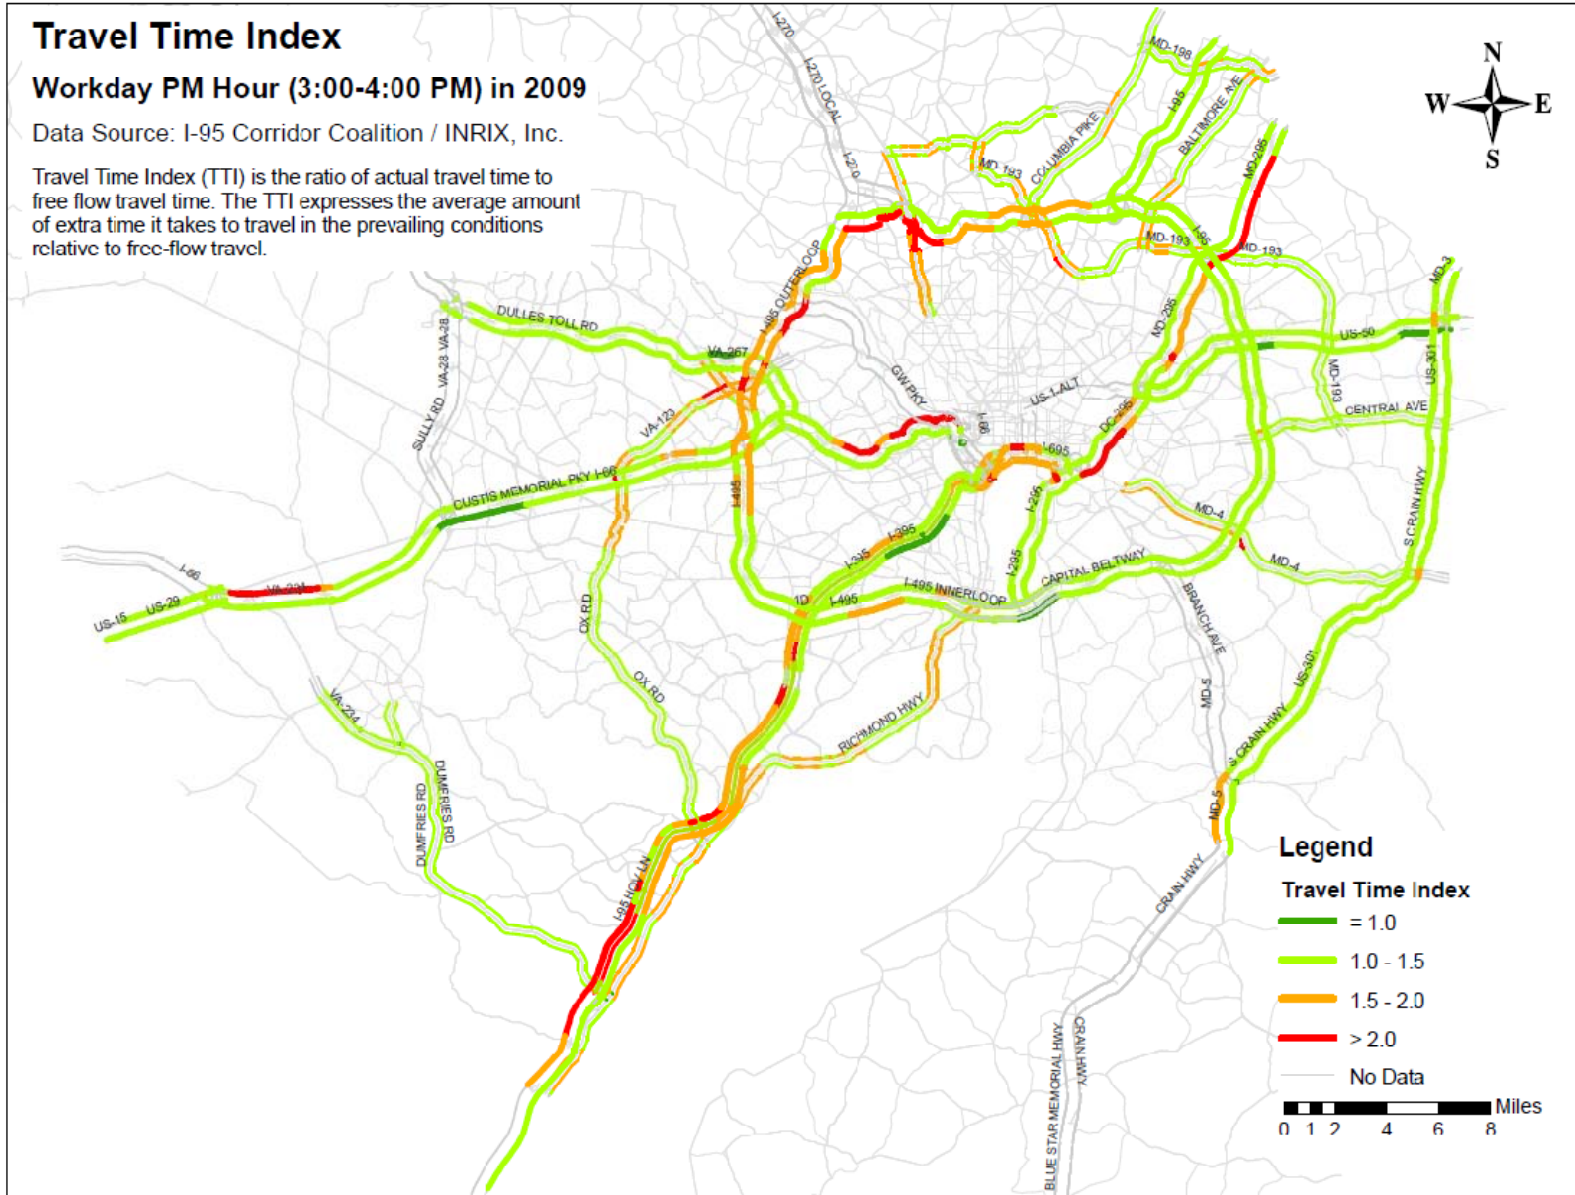 Travel Time Index
Workday PM Hour (3:00-4:00 PM) in 2009
Data Source: I-95 Corridor Coalition / INRIX, Inc.
Travel Time Index (TTI) is the ratio of actual travel time to
free flow travel time. The TTI expresses the average amount
of extra time it takes to travel in the prevailing conditions
relative to free-flow travel.
N
W
E
S
I-270
I-270 LOCAL
I-270
MD-198
I-95
BALTIMORE AVE
COLUMBIA PIKE
MD-193
MD-295
MD-193
I-95
MD-193
MD-3
I-495 OUTERLOOP
DULLES TOLL RD
VA-28
VA-28
VA-267
MD-295
US-50
US-301
MD-193
GW PKY
US-1-ALT
CENTRAL AVE
SULLY RD
VA-123
I-66
DC-295
I-695
CUSTIS MEMORIAL PKY I-66
I-495
I-295
MD-4
S CRAIN HWY
I-395
I-395
I-295
CAPITAL BELTWAY
MD-4
I-66
VA-234
US-29
US-15
I-495
I-495 INNERLOOP
OX RD
BRANCH AVE
OX RD
US-301
MD-5
VA-234
RICHMOND HWY
S CRAIN HWY
DUMFRIES RD
DUMFRIES RD
MD-5
I-95 HOV LN
CRAIN HWY
BLUE STAR MEMORIAL HWY
CRAIN HWY
Legend
Travel Time Index
= 1.0
1.0 - 1.5
1.5 - 2.0
> 2.0
No Data
Miles
0 1 2 4 6 8